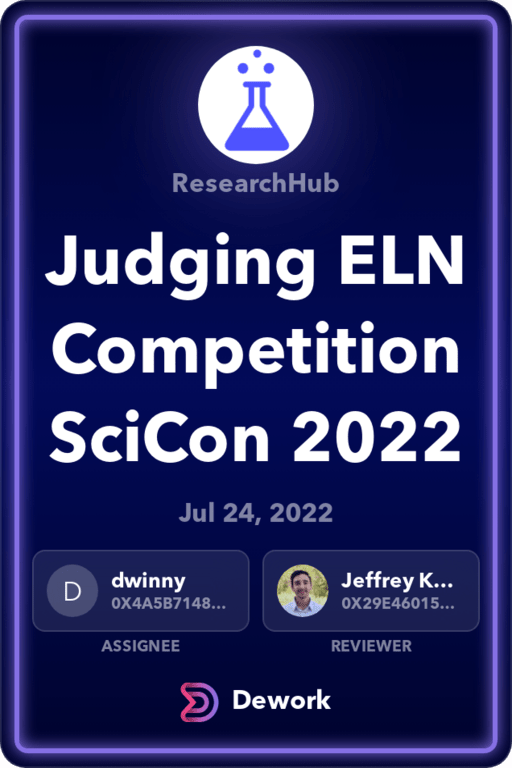 ResearchHub
Judging ELN
Competition
SciCon 2022
Jul 24, 2022
D
dwinny
0X4A5B7148...
ASSIGNEE
Jeffrey K...
0X29E46015...
REVIEWER
Dework